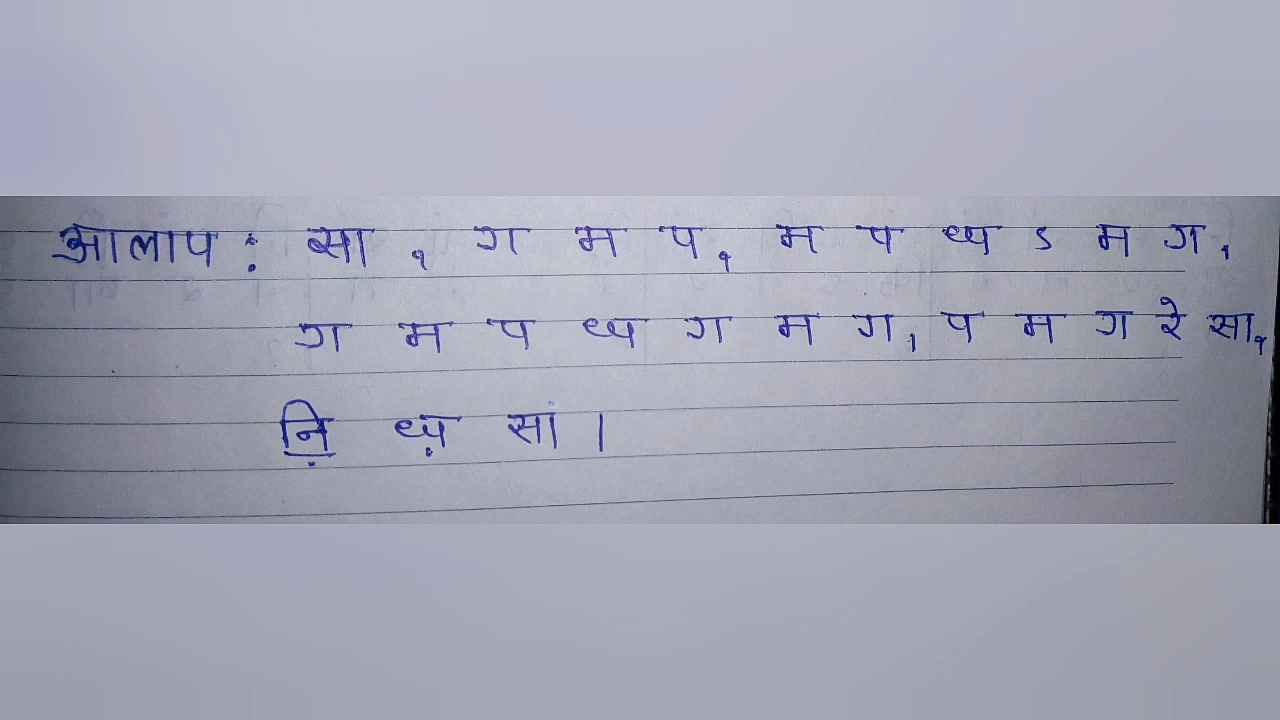 आलाप : सा , ग म प , म प ध्प ऽ म ग ,
ग म प ध्प ग म ग , प म ग रे सा ,
नि़॒ ध़्प़ सां ।